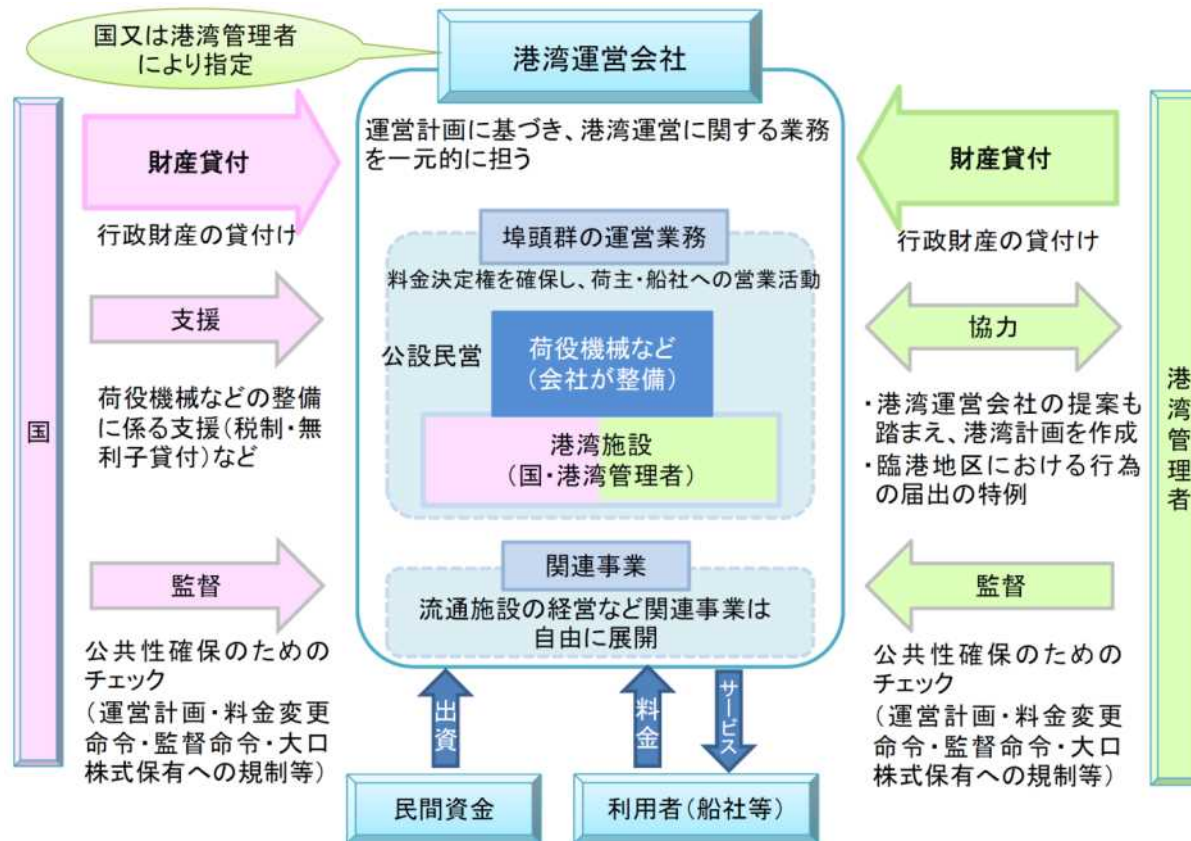 国又は港湾管理者
により指定
港湾運営会社
運営計画に基づき、港湾運営に関する業務
を一元的に担う
国
財産貸付
行政財産の貸付け
支援
荷役機械などの整備
に係る支援(税制・無
利子貸付)など
監督
公共性確保のための
チェック
(運営計画・料金変更
命令・監督命令・大口
株式保有への規制等)
埠頭群の運営業務
料金決定権を確保し、荷主・船社への営業活動
公設民営
荷役機械など
(会社が整備)
港湾施設
(国・港湾管理者)
関連事業
流通施設の経営など関連事業は
自由に展開
財産貸付
行政財産の貸付け
協力
・港湾運営会社の提案も
踏まえ、港湾計画を作成
・臨港地区における行為
の届出の特例
監督
公共性確保のための
チェック
(運営計画・料金変更
命令・監督命令・大口
株式保有への規制等)
港湾管理者
出資
料金
サービス
民間資金
利用者(船社等)